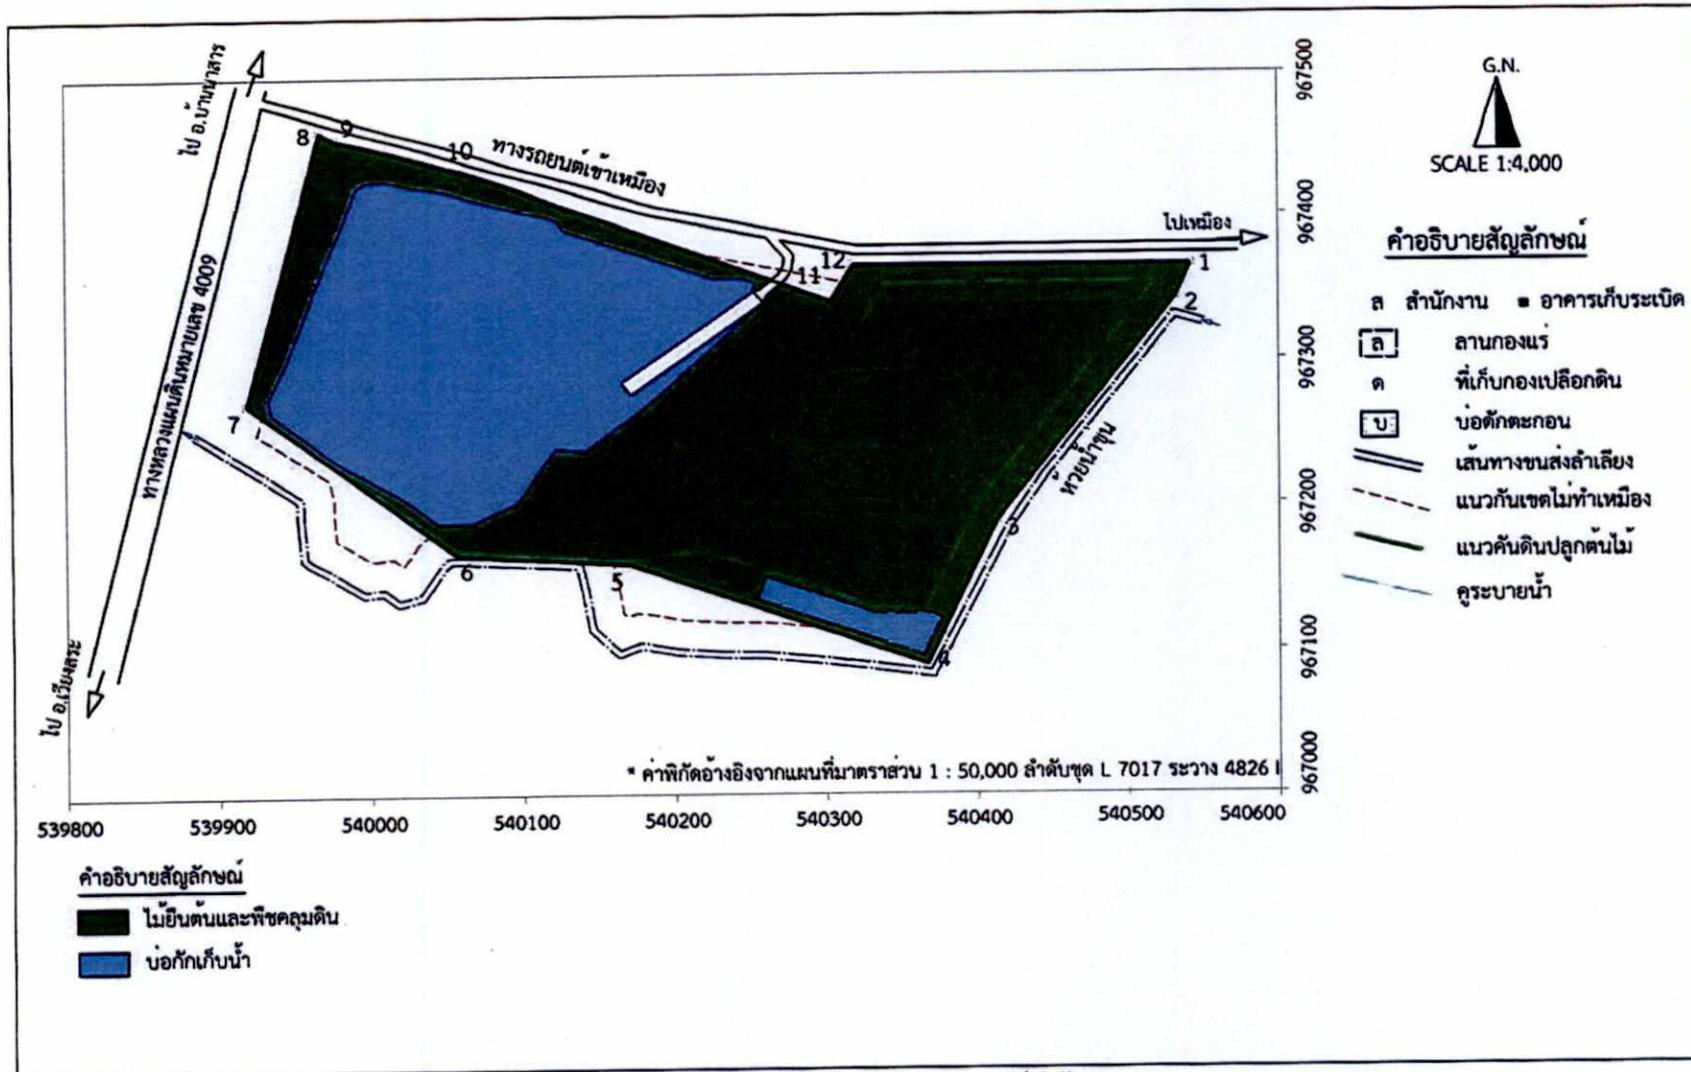 G.N.
SCALE 1:4,000
คำอธิบายสัญลักษณ์
ส สำนักงาน ■ อาคารเก็บระเบิด
ล ลานกองแร่
ด ที่เก็บกองเปลือกดิน
บ บ่อดักตะกอน
เส้นทางขนส่งลำเลียง
แนวกันเขตไม่ทำเหมือง
แนวคันดินปลูกต้นไม้
คูระบายน้ำ
ไป อ.บ้านนาสาร
ทางหลวงแผ่นดินหมายเลข 4009
ไป อ.เวียงสระ
ทางรถยนต์เข้าเหมือง
ไปเหมือง
ห้วยน้ำขุน
1
2
3
4
5
6
7
8
9
10
11
12
967500
967400
967300
967200
967100
967000
* ค่าพิกัดอ้างอิงจากแผนที่มาตราส่วน 1 : 50,000 ลำดับชุด L 7017 ระวาง 4826 I
539800 539900 540000 540100 540200 540300 540400 540500 540600
คำอธิบายสัญลักษณ์
ไม้ยืนต้นและพืชคลุมดิน
บ่อกักเก็บน้ำ